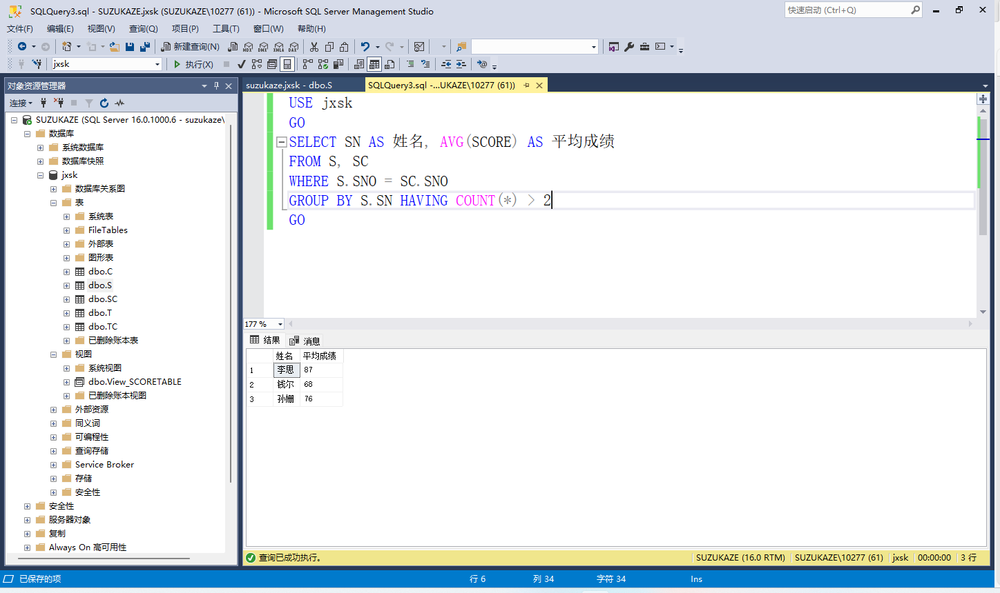 SQLQuery3.sql - SUZUKAZE.jxsk (SUZUKAZE\10277 (61)) - Microsoft SQL Server Management Studio
快速启动 (Ctrl+Q)
文件(F) 编辑(E) 视图(V) 查询(Q) 项目(P) 工具(T) 窗口(W) 帮助(H)
新建查询(N) MDX DMX XMLA DAX
jxsk 执行(X)
对象资源管理器
连接
SUZUKAZE (SQL Server 16.0.1000.6 - suzukaze\
数据库
系统数据库
数据库快照
jxsk
数据库关系图
表
系统表
FileTables
外部表
图形表
dbo.C
dbo.S
dbo.SC
dbo.T
dbo.TC
已删除账本表
视图
系统视图
dbo.View_SCORETABLE
已删除账本视图
外部资源
同义词
可编程性
查询存储
Service Broker
存储
安全性
安全性
服务器对象
复制
Always On 高可用性
suzukaze.jxsk - dbo.S
SQLQuery3.sql -...UKAZE\10277 (61))
USE jxsk
GO
SELECT SN AS 姓名, AVG(SCORE) AS 平均成绩
FROM S, SC
WHERE S.SNO = SC.SNO
GROUP BY S.SN HAVING COUNT(*) > 2
GO
177 %
结果 消息
姓名 平均成绩
1 李思 87
2 钱尔 68
3 孙姗 76
查询已成功执行。
SUZUKAZE (16.0 RTM) SUZUKAZE\10277 (61) jxsk 00:00:00 3 行
已保存的项 行 6 列 34 字符 34 Ins